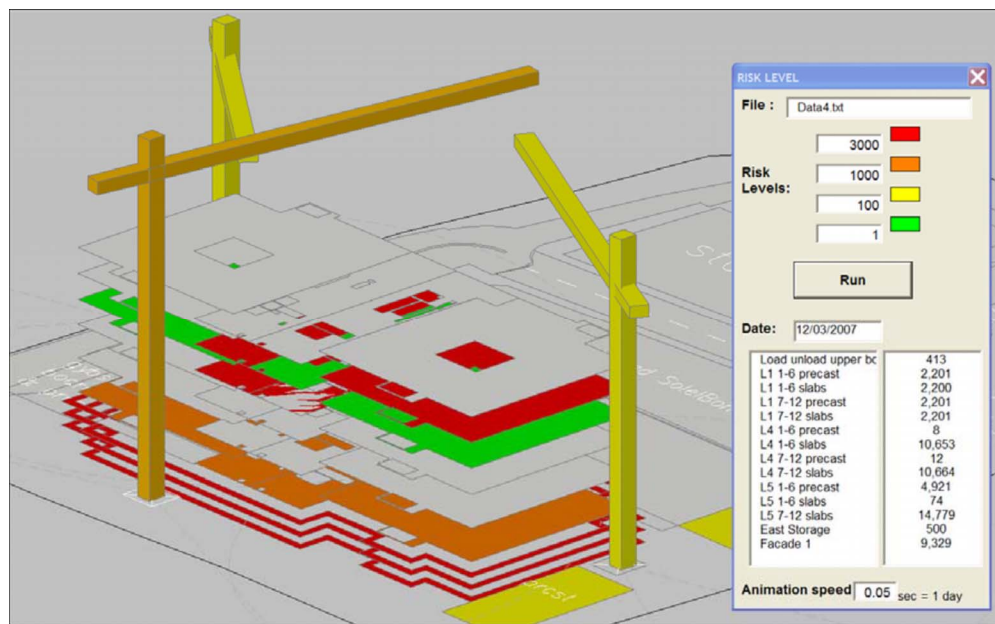 RISK LEVEL
File : Data4.txt
3000
Risk Levels:
1000
100
1
Run
Date: 12/03/2007
Load unload upper bc 413
L1 1-6 precast 2,201
L1 1-6 slabs 2,200
L1 7-12 precast 2,201
L1 7-12 slabs 2,201
L4 1-6 precast 8
L4 1-6 slabs 10,653
L4 7-12 precast 12
L4 7-12 slabs 10,664
L5 1-6 precast 4,921
L5 1-6 slabs 74
L5 7-12 slabs 14,779
East Storage 500
Facade 1 9,329
Animation speed 0.05 sec = 1 day